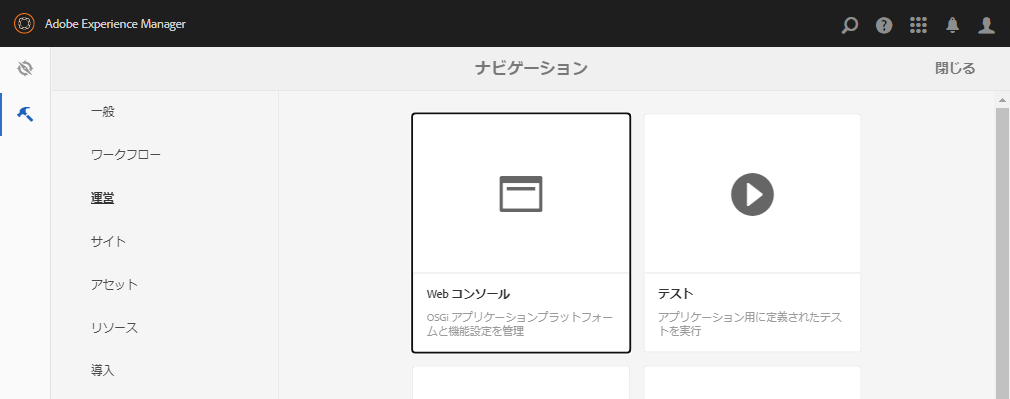 Adobe Experience Manager
ナビゲーション
閉じる
一般
ワークフロー
運営
サイト
アセット
リソース
導入
Web コンソール
OSGi アプリケーションプラットフォー
ムと機能設定を管理
テスト
アプリケーション用に定義されたテス
トを実行